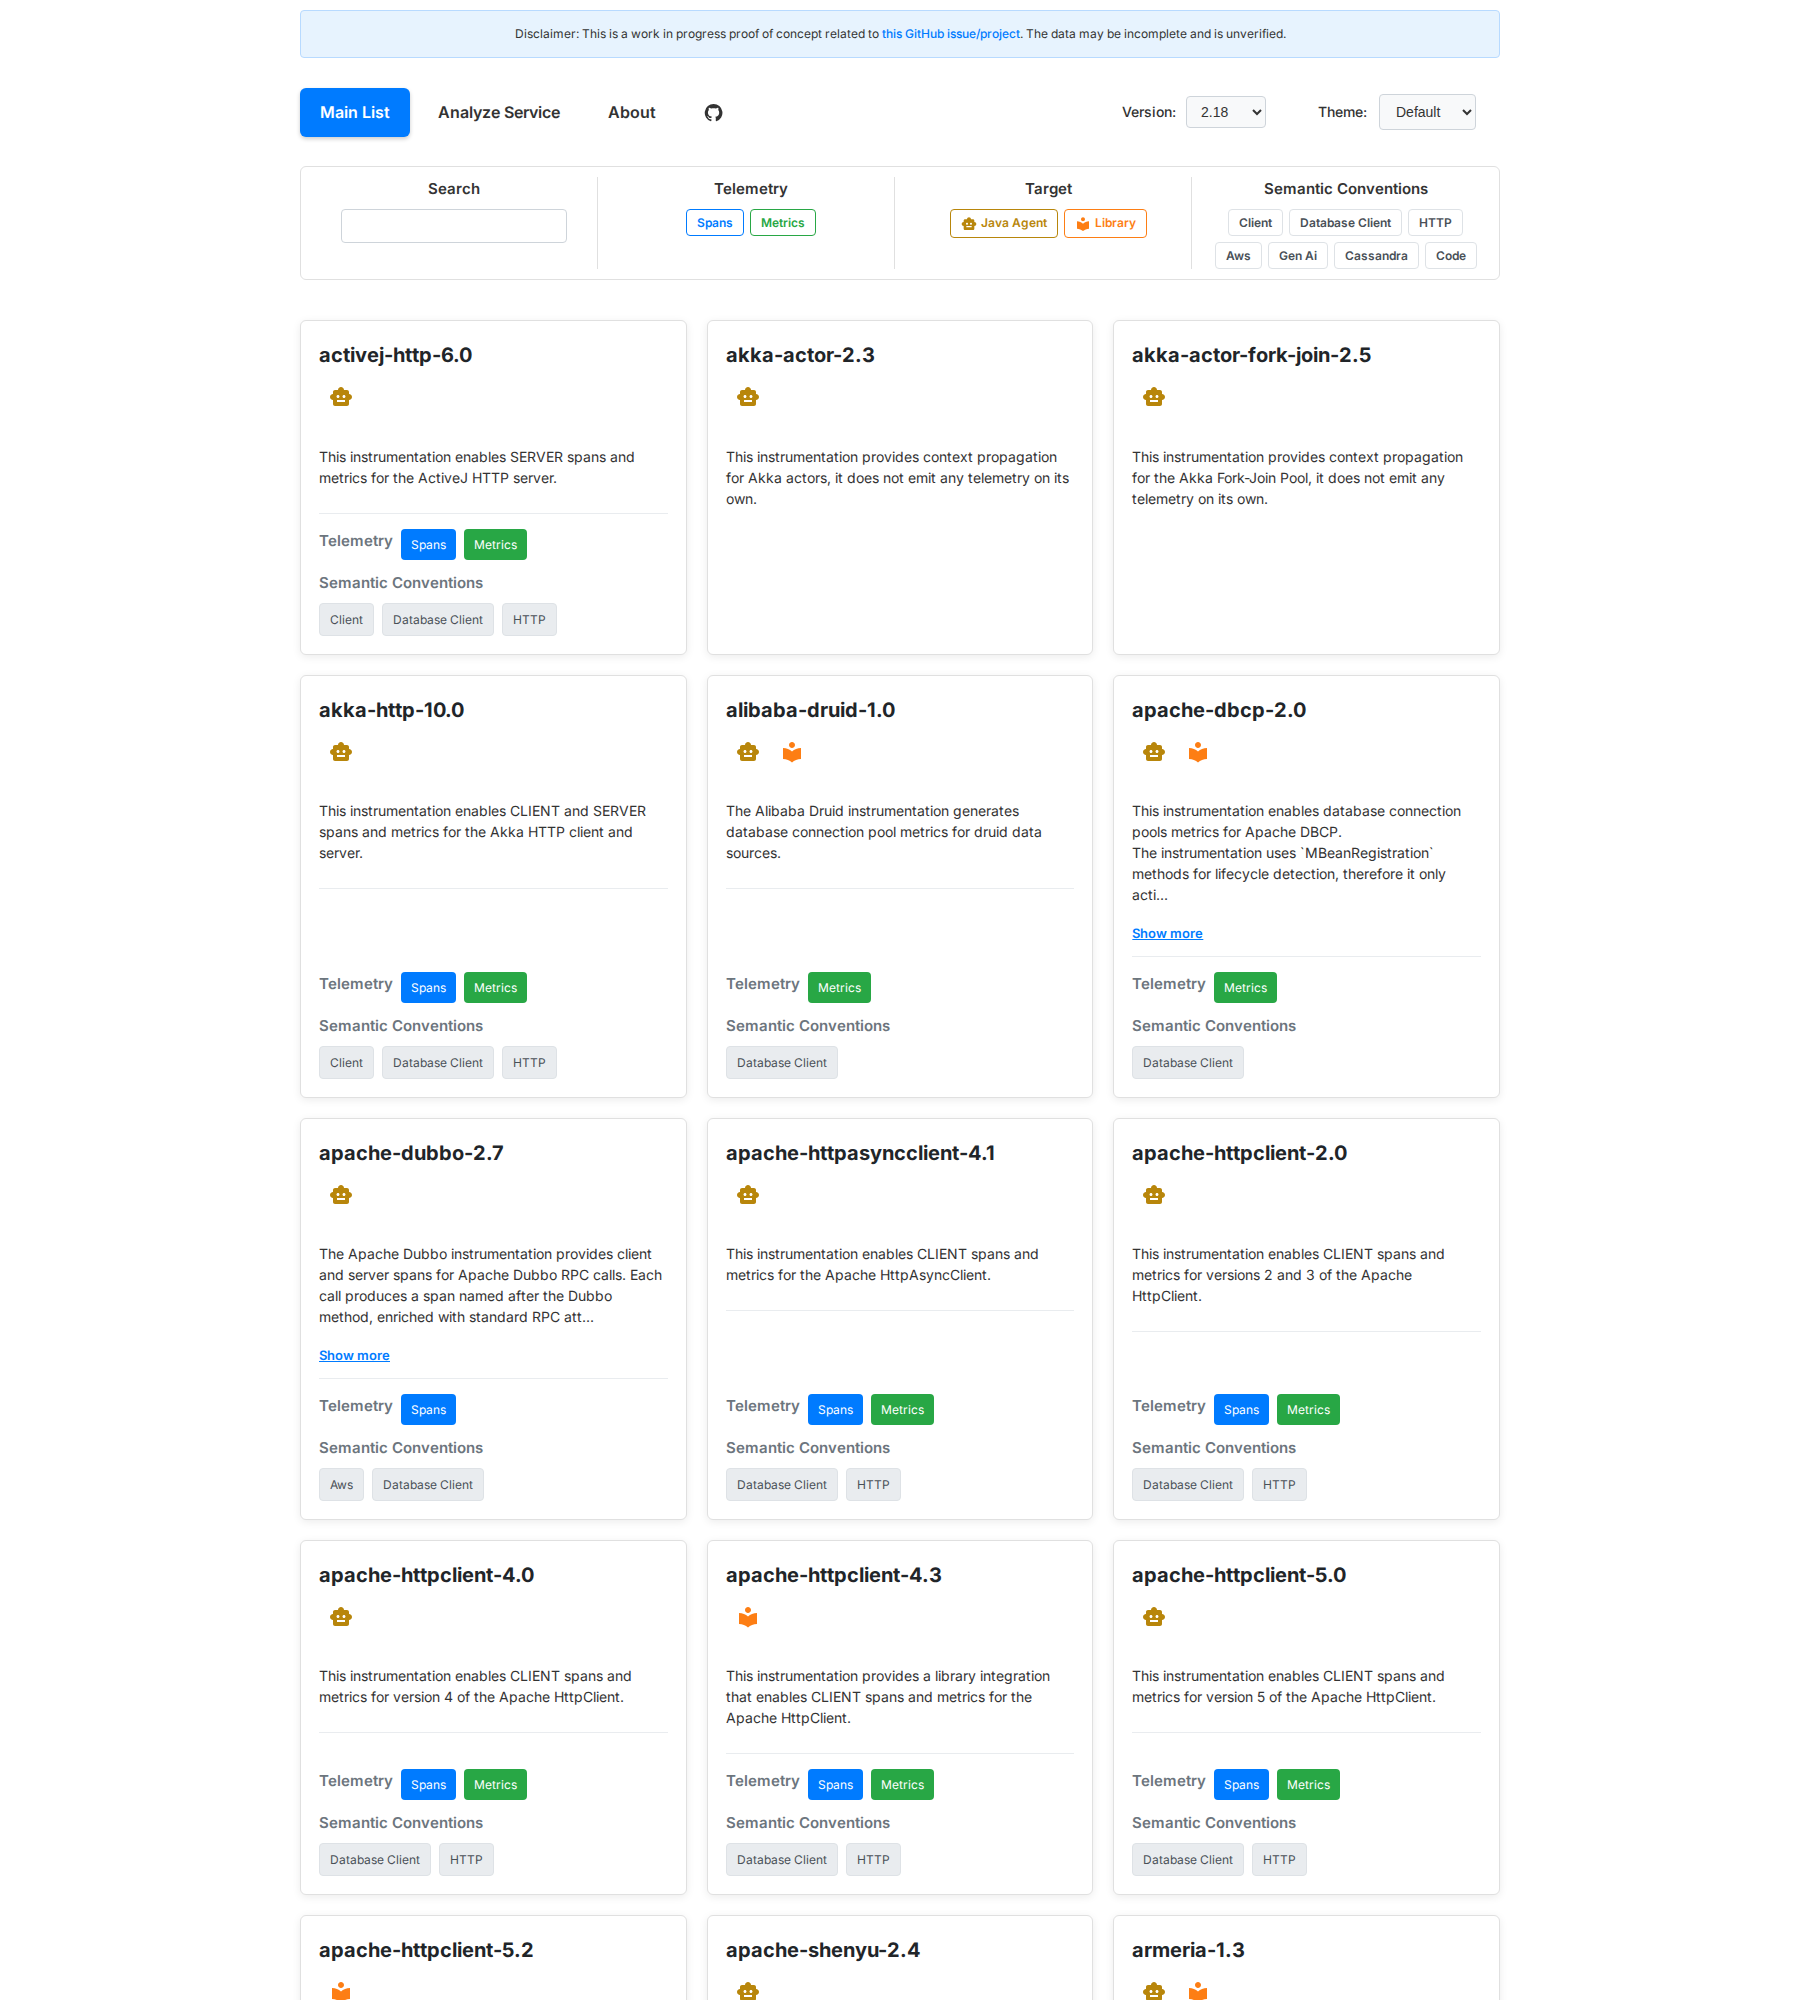 Disclaimer: This is a work in progress proof of concept related to this GitHub issue/project. The data may be incomplete and is unverified.
Main List
Analyze Service
About
Version:
2.18
Theme:
Default
Search
Telemetry
Spans
Metrics
Target
Java Agent
Library
Semantic Conventions
Client
Database Client
HTTP
Aws
Gen Ai
Cassandra
Code
activej-http-6.0
This instrumentation enables SERVER spans and
metrics for the ActiveJ HTTP server.
Telemetry
Spans
Metrics
Semantic Conventions
Client
Database Client
HTTP
akka-actor-2.3
This instrumentation provides context propagation
for Akka actors, it does not emit any telemetry on its
own.
akka-actor-fork-join-2.5
This instrumentation provides context propagation
for the Akka Fork-Join Pool, it does not emit any
telemetry on its own.
akka-http-10.0
This instrumentation enables CLIENT and SERVER
spans and metrics for the Akka HTTP client and
server.
Telemetry
Spans
Metrics
Semantic Conventions
Client
Database Client
HTTP
alibaba-druid-1.0
The Alibaba Druid instrumentation generates
database connection pool metrics for druid data
sources.
Telemetry
Metrics
Semantic Conventions
Database Client
apache-dbcp-2.0
This instrumentation enables database connection
pools metrics for Apache DBCP.
The instrumentation uses `MBeanRegistration`
methods for lifecycle detection, therefore it only
acti...
Show more
Telemetry
Metrics
Semantic Conventions
Database Client
apache-dubbo-2.7
The Apache Dubbo instrumentation provides client
and server spans for Apache Dubbo RPC calls. Each
call produces a span named after the Dubbo
method, enriched with standard RPC att...
Show more
Telemetry
Spans
Semantic Conventions
Aws
Database Client
apache-httpasyncclient-4.1
This instrumentation enables CLIENT spans and
metrics for the Apache HttpAsyncClient.
Telemetry
Spans
Metrics
Semantic Conventions
Database Client
HTTP
apache-httpclient-2.0
This instrumentation enables CLIENT spans and
metrics for versions 2 and 3 of the Apache
HttpClient.
Telemetry
Spans
Metrics
Semantic Conventions
Database Client
HTTP
apache-httpclient-4.0
This instrumentation enables CLIENT spans and
metrics for version 4 of the Apache HttpClient.
Telemetry
Spans
Metrics
Semantic Conventions
Database Client
HTTP
apache-httpclient-4.3
This instrumentation provides a library integration
that enables CLIENT spans and metrics for the
Apache HttpClient.
Telemetry
Spans
Metrics
Semantic Conventions
Database Client
HTTP
apache-httpclient-5.0
This instrumentation enables CLIENT spans and
metrics for version 5 of the Apache HttpClient.
Telemetry
Spans
Metrics
Semantic Conventions
Database Client
HTTP
apache-httpclient-5.2
apache-shenyu-2.4
armeria-1.3